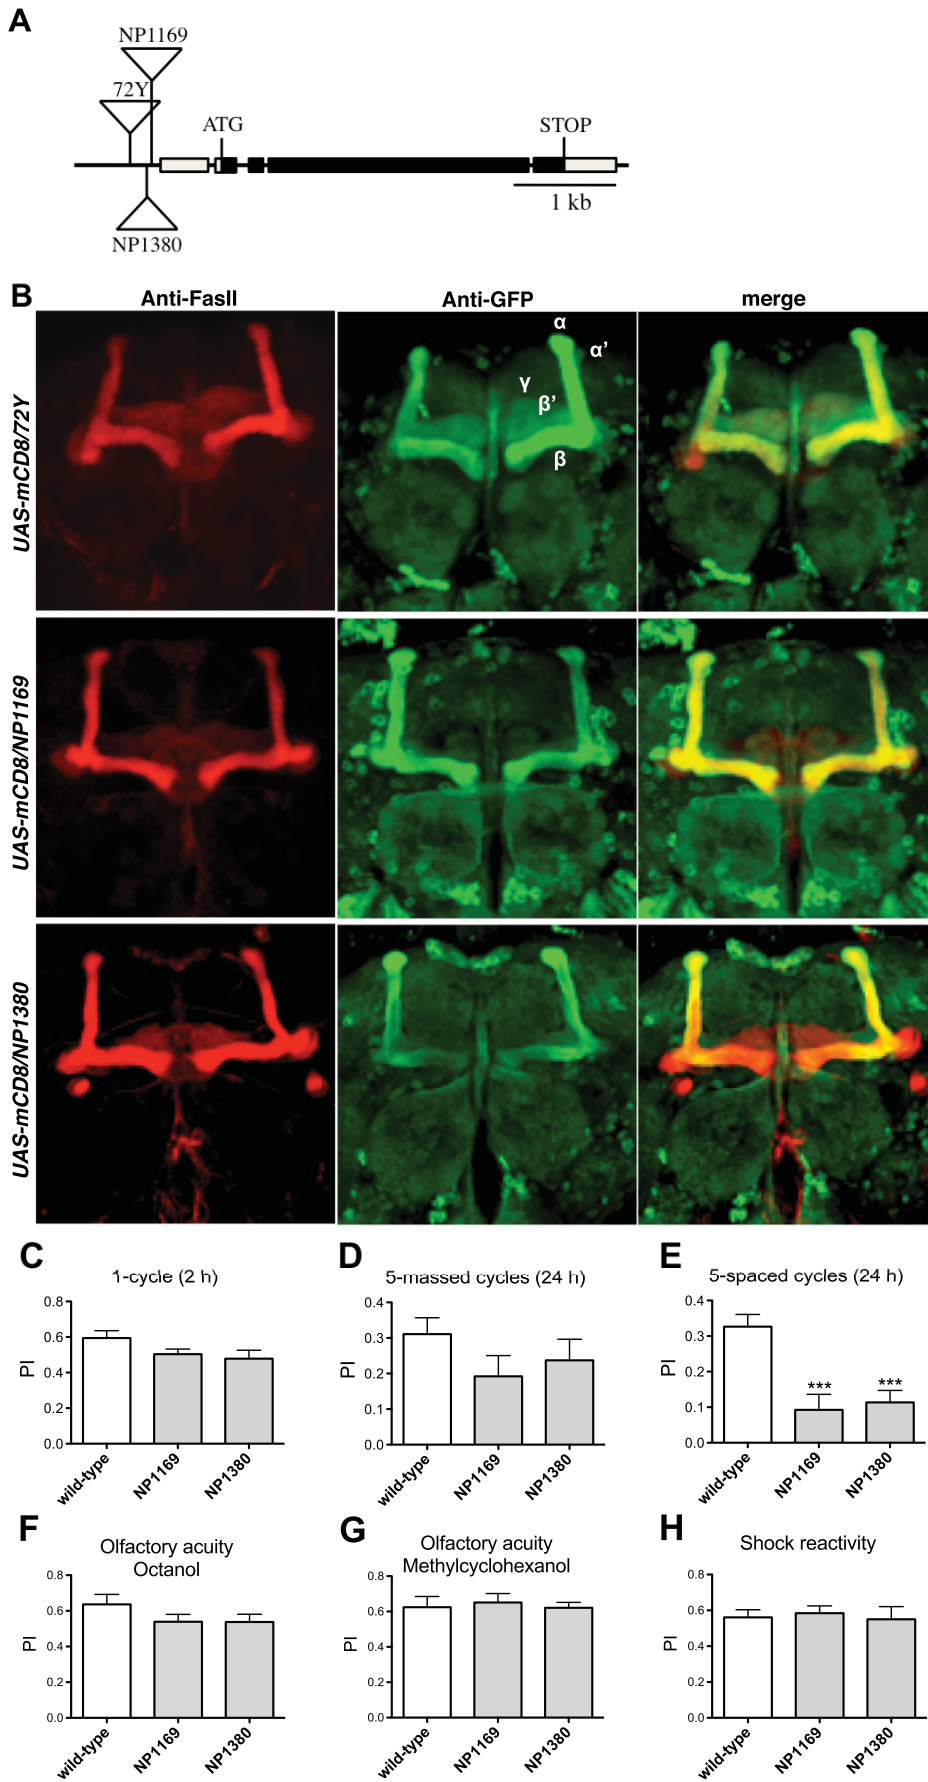 A
NP1169
72Y
ATG
STOP
1 kb
NP1380
B
Anti-FasII
Anti-GFP
merge
UAS-mCD8/72Y
α
α’
γ
β’
β
UAS-mCD8/NP1169
UAS-mCD8/NP1380
C
1-cycle (2 h)
PI
0.8
0.6
0.4
0.2
0.0
wild-type
NP1169
NP1380
D
5-massed cycles (24 h)
PI
0.4
0.3
0.2
0.1
0.0
wild-type
NP1169
NP1380
E
5-spaced cycles (24 h)
PI
0.4
0.3
0.2
0.1
0.0
***
***
wild-type
NP1169
NP1380
F
Olfactory acuity
Octanol
PI
0.8
0.6
0.4
0.2
0.0
wild-type
NP1169
NP1380
G
Olfactory acuity
Methylcyclohexanol
PI
0.8
0.6
0.4
0.2
0.0
wild-type
NP1169
NP1380
H
Shock reactivity
PI
0.8
0.6
0.4
0.2
0.0
wild-type
NP1169
NP1380